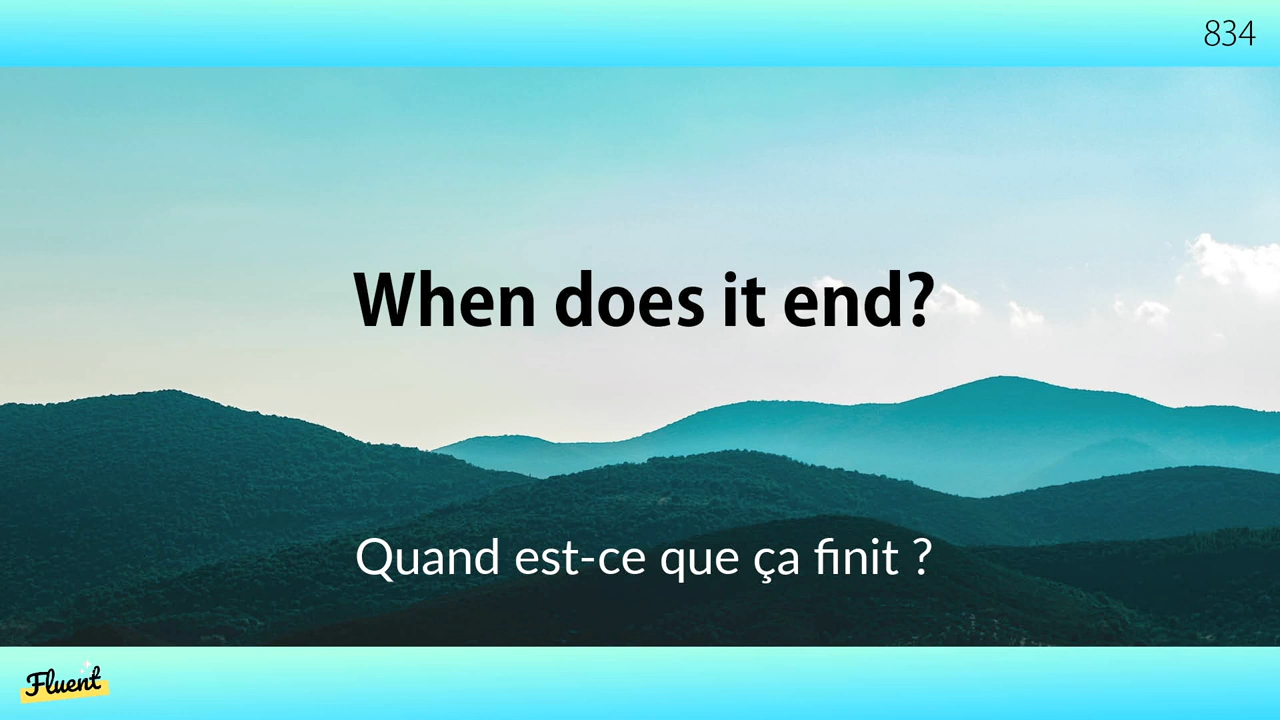 834
When does it end?
Quand est-ce que ça finit ?
Fluent